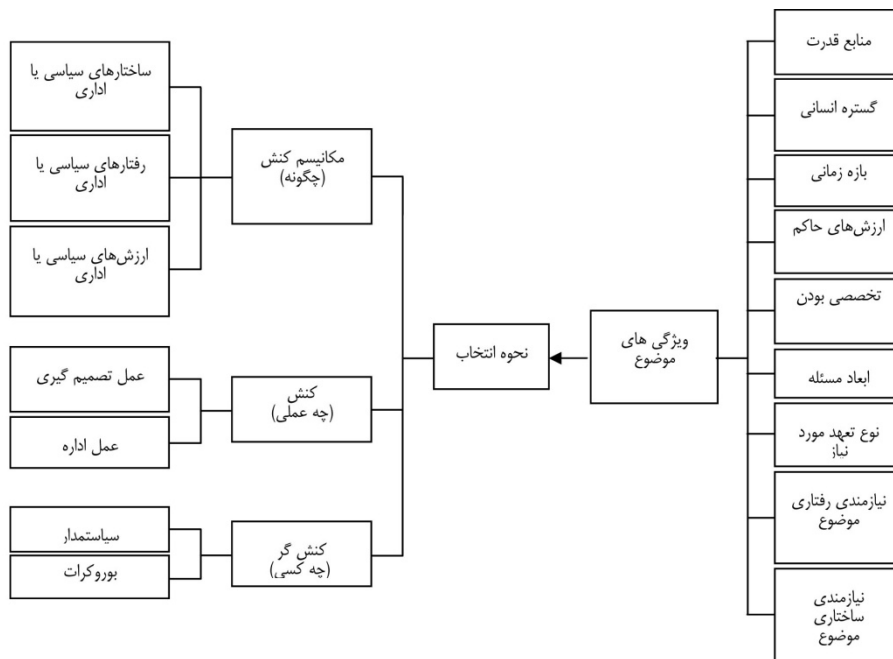 منابع قدرت
گستره انسانی
بازه زمانی
ارزش‌های حاکم
تخصصی بودن
ابعاد مسئله
نوع تعهد مورد
نیاز
نیازمندی رفتاری
موضوع
نیازمندی
ساختاری
موضوع
ویژگی های
موضوع
نحوه انتخاب
مکانیسم کنش
(چگونه)
کنش
(چه عملی)
کنش گر
(چه کسی)
ساختارهای سیاسی یا
اداری
رفتارهای سیاسی یا
اداری
ارزش‌های سیاسی یا
اداری
عمل تصمیم گیری
عمل اداره
سیاستمدار
بوروکرات